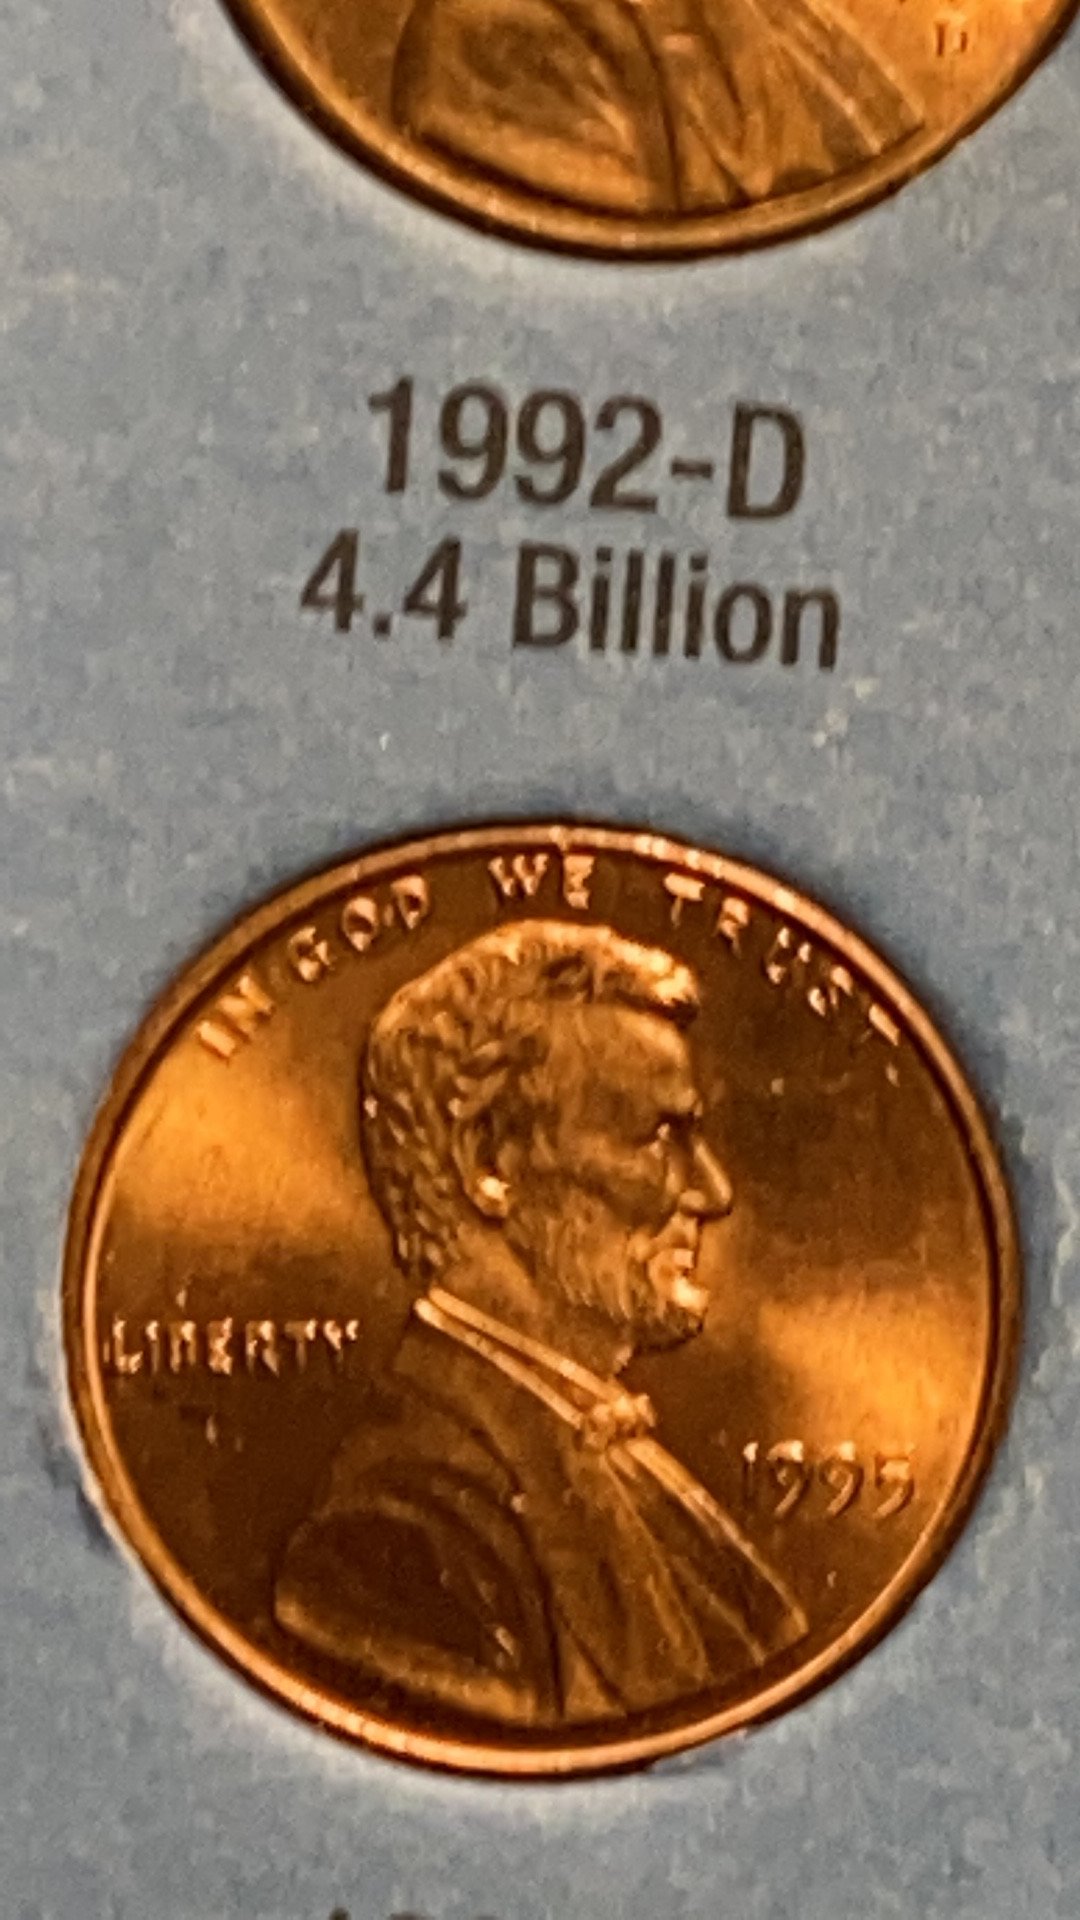 D
1992-D
4.4 Billion
IN GOD WE TRUST
LIBERTY
1995